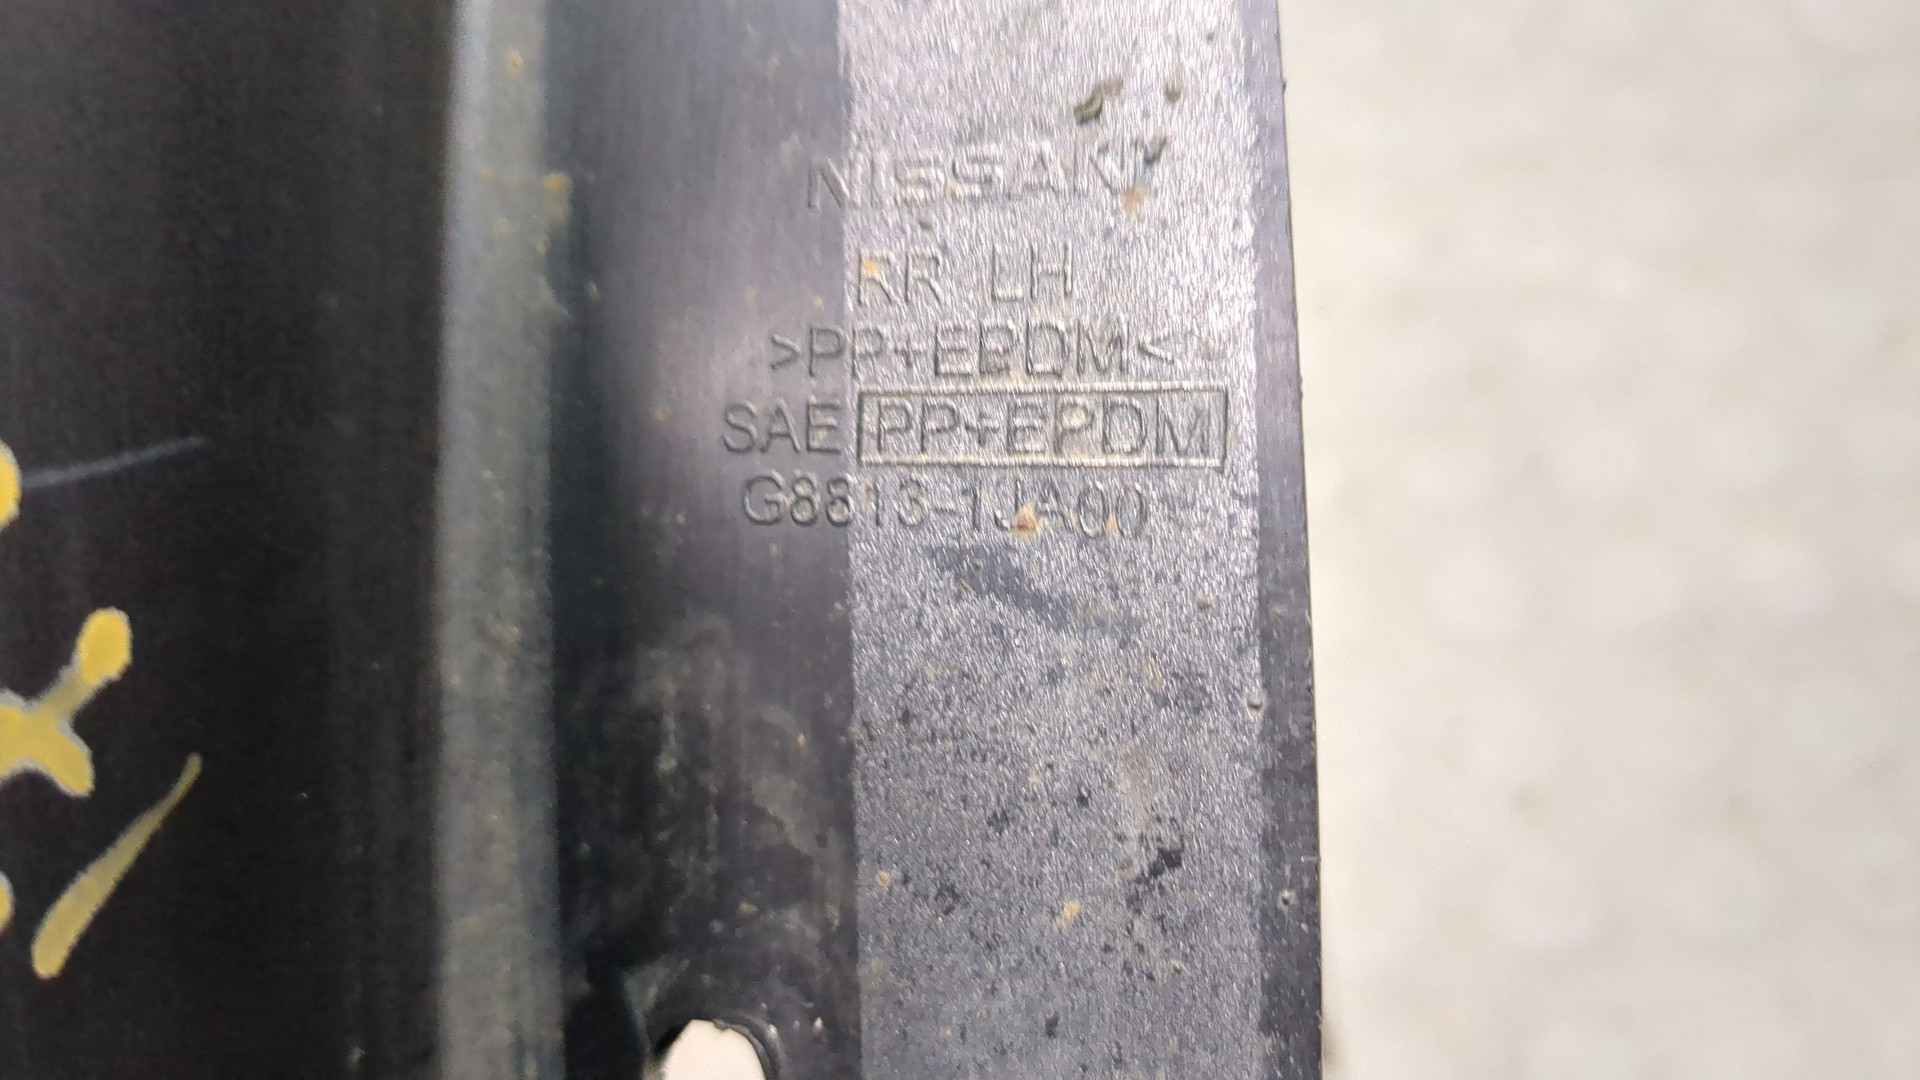 NISSAN
RR LH
>PP+EPDM<
SAE PP+EPDM
G8813-1JA00